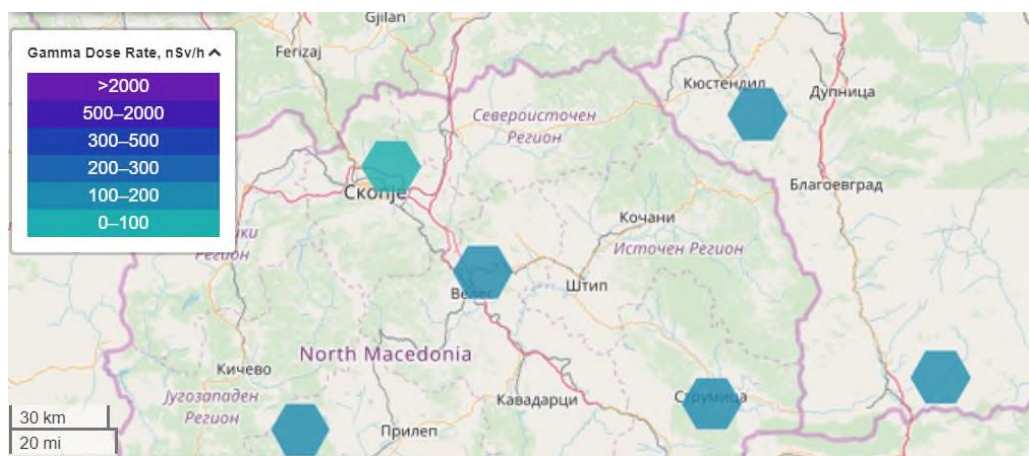 Gjilan
Gamma Dose Rate, nSv/h
>2000
500–2000
300–500
200–300
100–200
0–100
Ferizaj
Североисточен
Регион
Кюстендил
Дупница
Скопје
Благоевград
Кочани
Источен Регион
Регион
Велес
Штип
North Macedonia
Кичево
Југозападен
Регион
Кавадарци
Струмица
Прилеп
30 km
20 mi